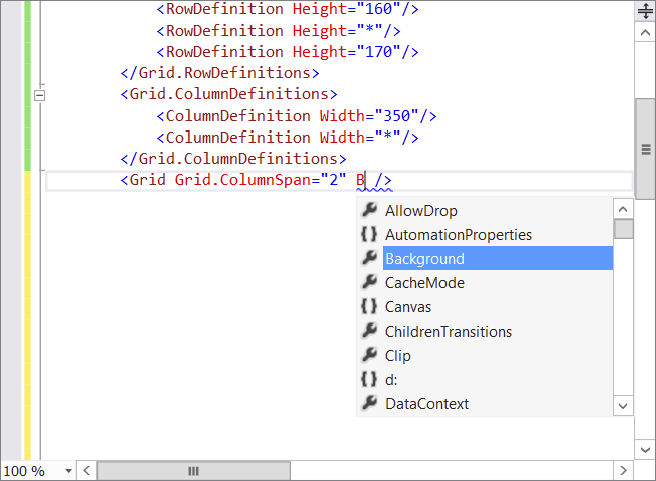 <RowDefinition Height="160"/>
<RowDefinition Height="*"/>
<RowDefinition Height="170"/>
</Grid.RowDefinitions>
<Grid.ColumnDefinitions>
<ColumnDefinition Width="350"/>
<ColumnDefinition Width="*"/>
</Grid.ColumnDefinitions>
<Grid Grid.ColumnSpan="2" B />
AllowDrop
{} AutomationProperties
Background
CacheMode
{} Canvas
ChildrenTransitions
Clip
{} d:
DataContext
100 %